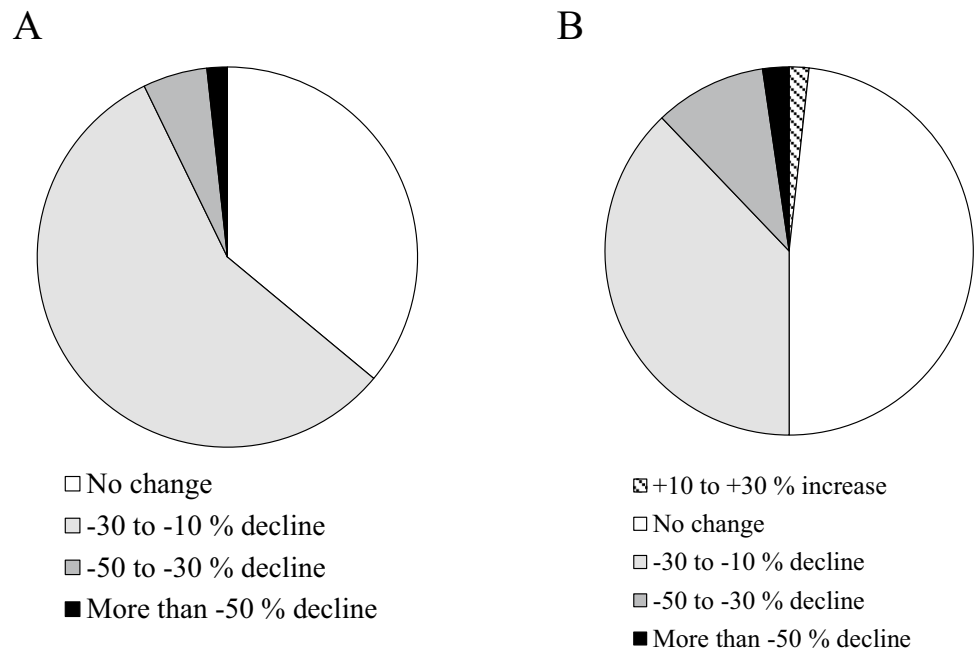 A
B
No change
-30 to -10 % decline
-50 to -30 % decline
More than -50 % decline
+10 to +30 % increase
No change
-30 to -10 % decline
-50 to -30 % decline
More than -50 % decline